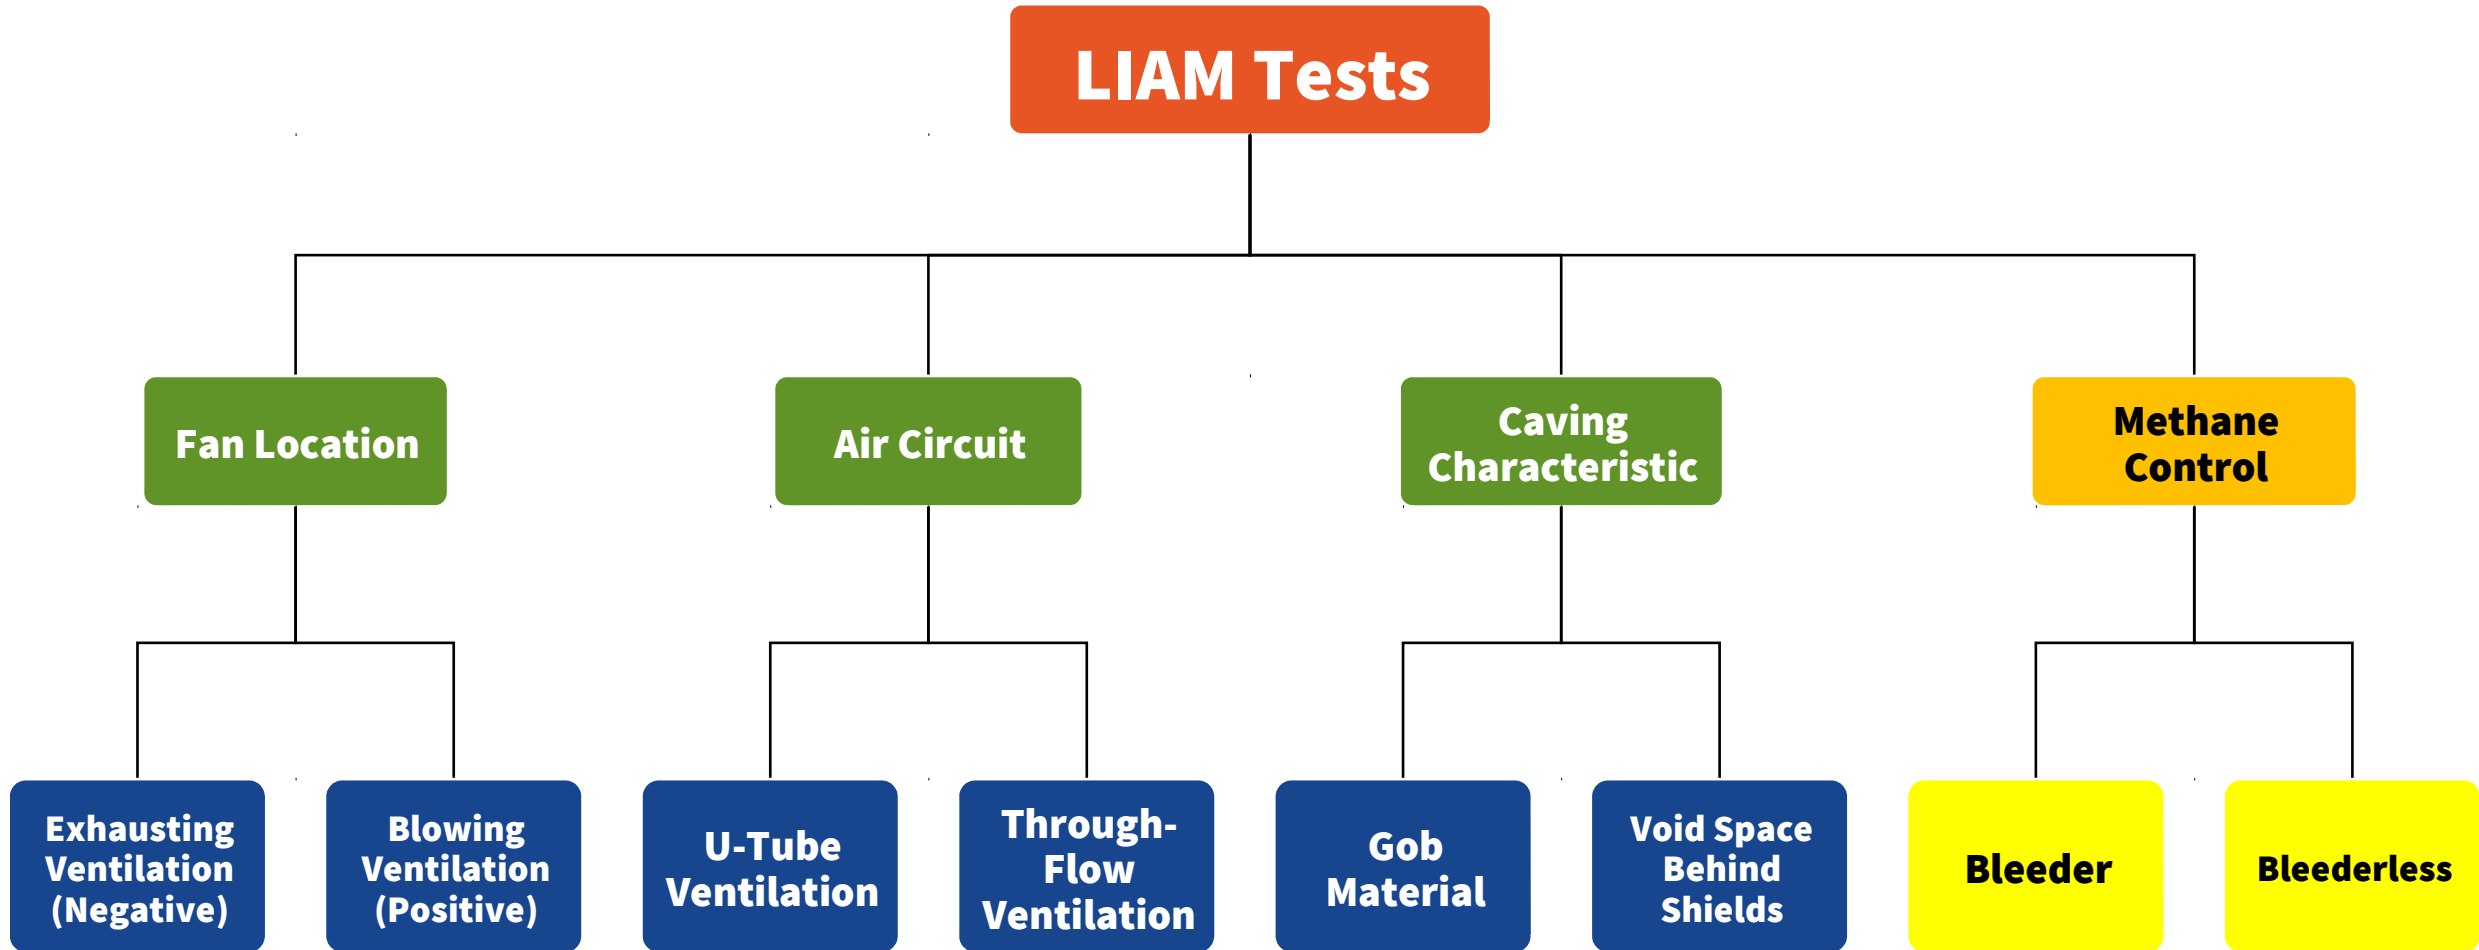 LIAM Tests
Fan Location
Air Circuit
Caving
Characteristic
Methane
Control
Exhausting
Ventilation
(Negative)
Blowing
Ventilation
(Positive)
U-Tube
Ventilation
Through-
Flow
Ventilation
Gob
Material
Void Space
Behind
Shields
Bleeder
Bleederless